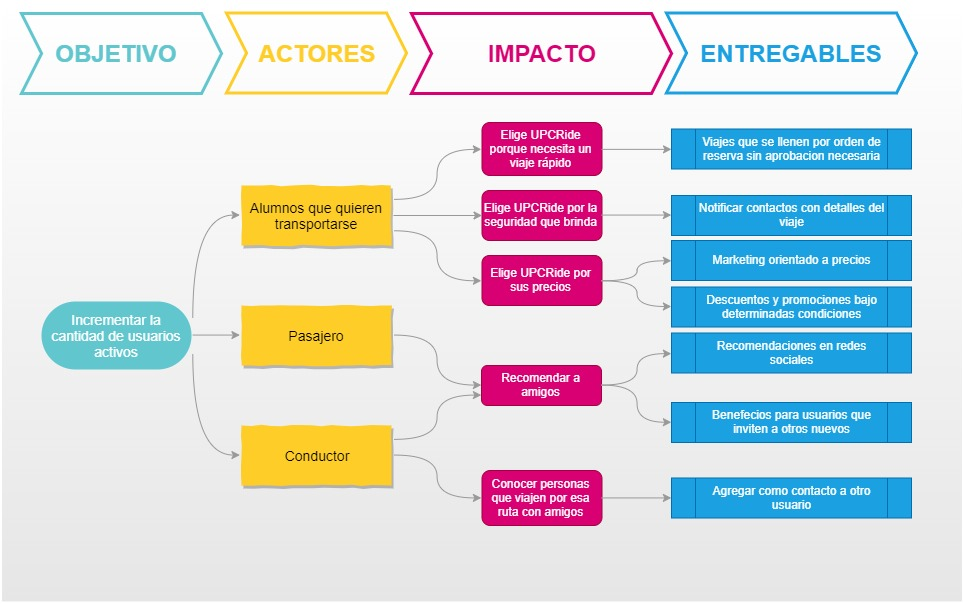 OBJETIVO
ACTORES
IMPACTO
ENTREGABLES
Incrementar la
cantidad de usuarios
activos
Alumnos que quieren
transportarse
Pasajero
Conductor
Elige UPCRide
porque necesita un
viaje rápido
Elige UPCRide por la
seguridad que brinda
Elige UPCRide por
sus precios
Recomendar a
amigos
Conocer personas
que viajen por esa
ruta con amigos
Viajes que se llenen por orden de
reserva sin aprobacion necesaria
Notificar contactos con detalles del
viaje
Marketing orientado a precios
Descuentos y promociones bajo
determinadas condiciones
Recomendaciones en redes
sociales
Benefecios para usuarios que
inviten a otros nuevos
Agregar como contacto a otro
usuario